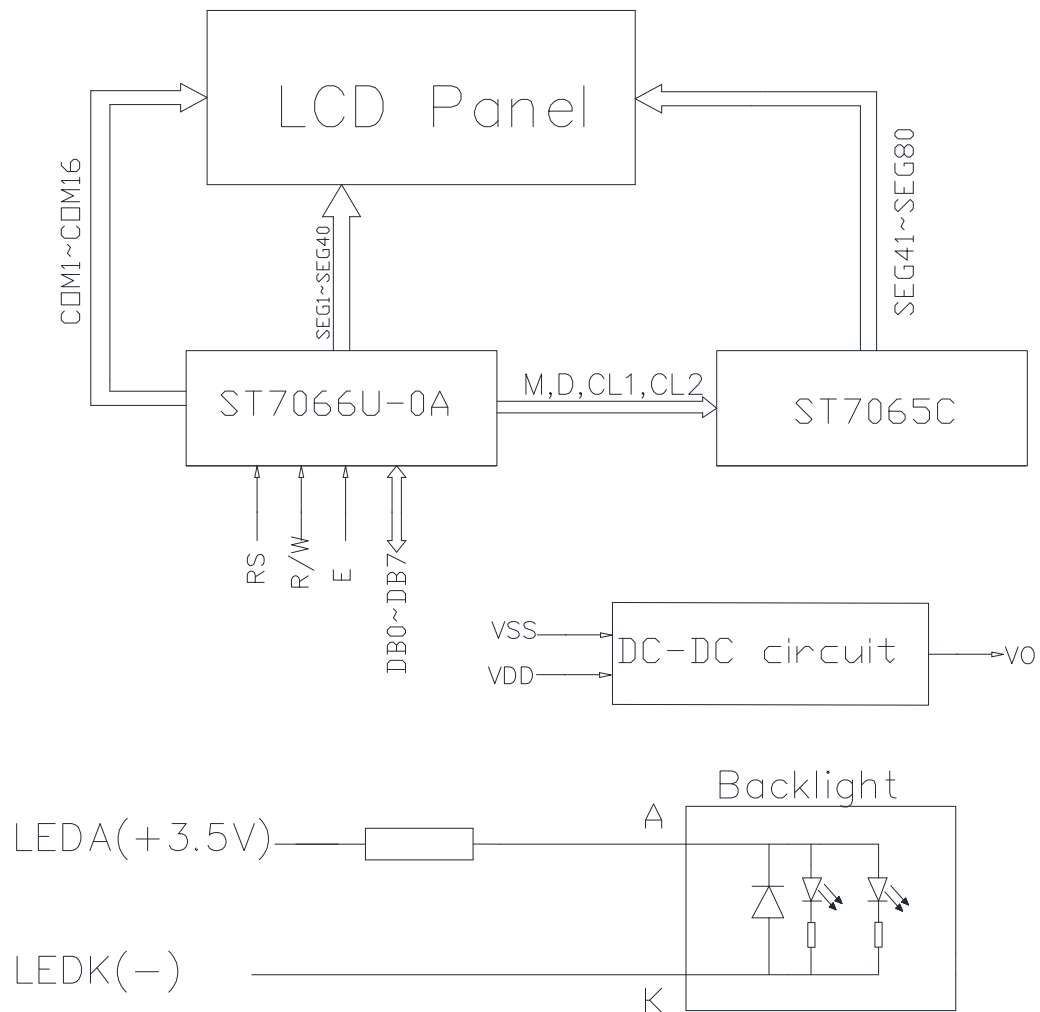 LCD Panel
COM1~COM16
SEG1~SEG40
SEG41~SEG80
ST7066U-0A
M,D,CL1,CL2
ST7065C
RS
R/W
E
DB0~DB7
VSS
VDD
DC-DC circuit
VO
Backlight
LEDA(+3.5V)
A
LEDK(-)
K